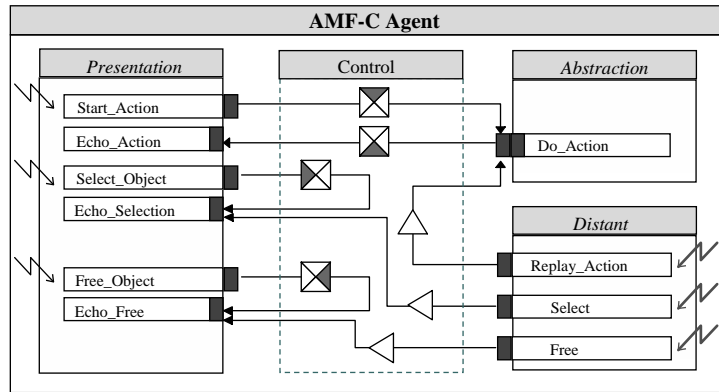 AMF-C Agent
Presentation
Control
Abstraction
Start_Action
Echo_Action
Do_Action
Select_Object
Echo_Selection
Distant
Replay_Action
Free_Object
Select
Echo_Free
Free